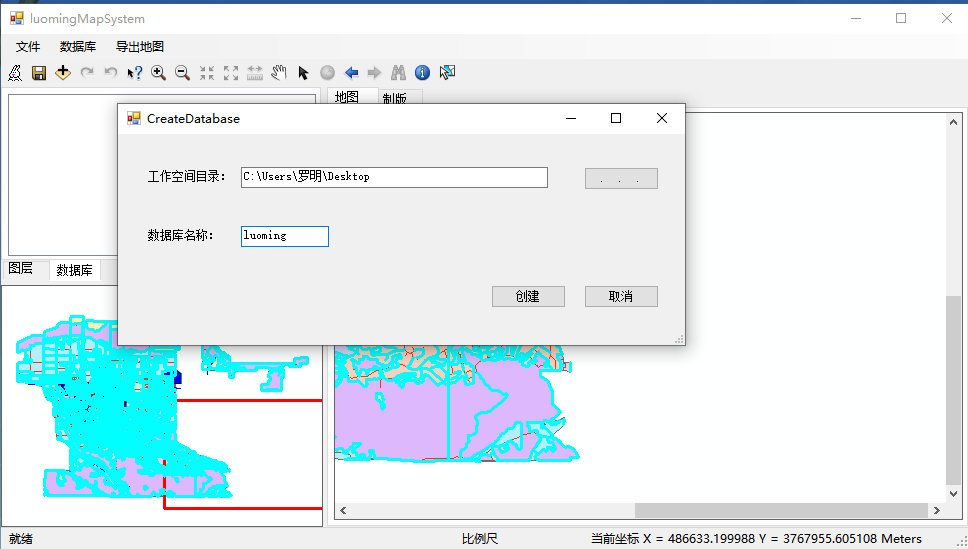 luomingMapSystem
文件 数据库 导出地图
地图 制版
CreateDatabase
工作空间目录： C:\Users\罗明\Desktop . . .
数据库名称： luoming
创建 取消
图层 数据库
就绪 比例尺 当前坐标 X = 486633.199988 Y = 3767955.605108 Meters